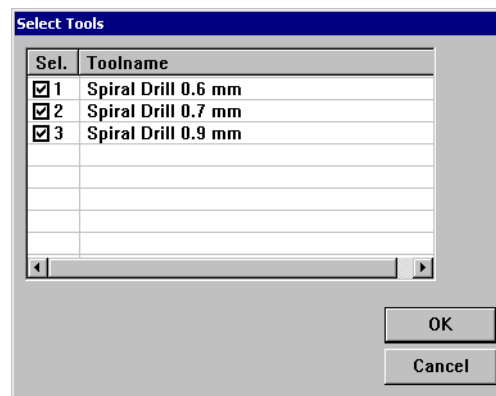 Select Tools
Sel. Toolname
1 Spiral Drill 0.6 mm
2 Spiral Drill 0.7 mm
3 Spiral Drill 0.9 mm
OK
Cancel